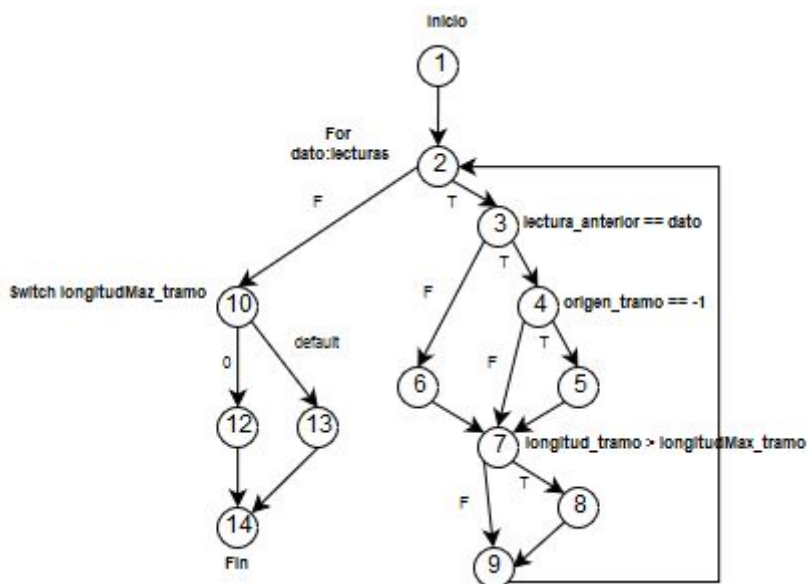 Inicio
1
For
dato:lecturas
2
F
T
3
lectura_anterior == dato
Switch longitudMaz_tramo
10
F
T
4
origen_tramo == -1
default
0
F
T
6
5
12
13
7
longitud_tramo > longitudMax_tramo
F
T
8
14
Fin
9